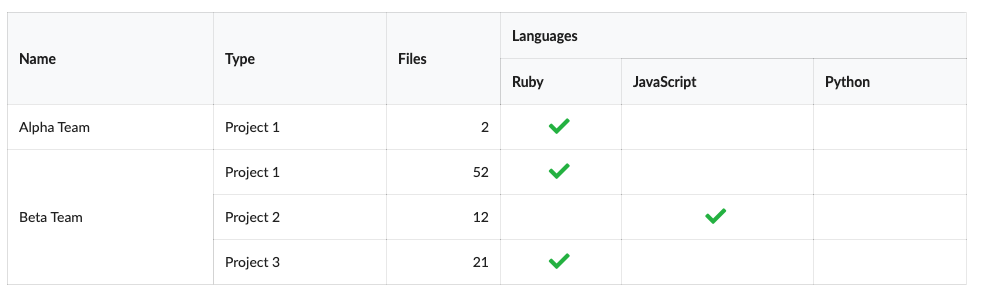 Name Type Files Languages
Ruby JavaScript Python
Alpha Team Project 1 2
Project 1 52
Beta Team Project 2 12
Project 3 21